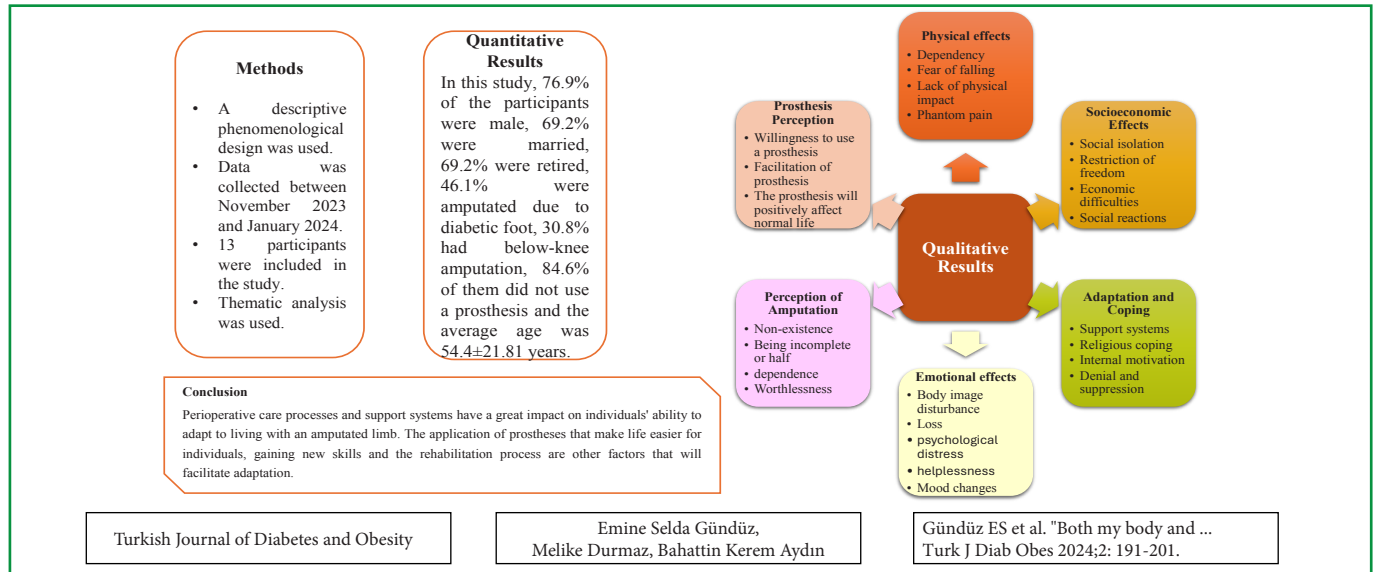 Methods
• A descriptive
phenomenological
design was used.
• Data was
collected between
November 2023
and January 2024.
• 13 participants
were included in
the study.
• Thematic analysis
was used.
Quantitative
Results
In this study, 76.9%
of the participants
were male, 69.2%
were married,
69.2% were retired,
46.1% were
amputated due to
diabetic foot, 30.8%
had below-knee
amputation, 84.6%
of them did not use
a prosthesis and the
average age was
54.4±21.81 years.
Physical effects
• Dependency
• Fear of falling
• Lack of physical
impact
• Phantom pain
Prosthesis
Perception
• Willingness to use
a prosthesis
• Facilitation of
prosthesis
• The prosthesis will
positively affect
normal life
Socioeconomic
Effects
• Social isolation
• Restriction of
freedom
• Economic
difficulties
• Social reactions
Qualitative
Results
Perception of
Amputation
• Non-existence
• Being incomplete
or half
• dependence
• Worthlessness
Adaptation and
Coping
• Support systems
• Religious coping
• Internal motivation
• Denial and
suppression
Emotional effects
• Body image
disturbance
• Loss
• psychological
distress
• helplessness
• Mood changes
Conclusion
Perioperative care processes and support systems have a great impact on individuals' ability to
adapt to living with an amputated limb. The application of prostheses that make life easier for
individuals, gaining new skills and the rehabilitation process are other factors that will
facilitate adaptation.
Turkish Journal of Diabetes and Obesity
Emine Selda Gündüz,
Melike Durmaz, Bahattin Kerem Aydın
Gündüz ES et al. "Both my body and ...
Turk J Diab Obes 2024;2: 191-201.